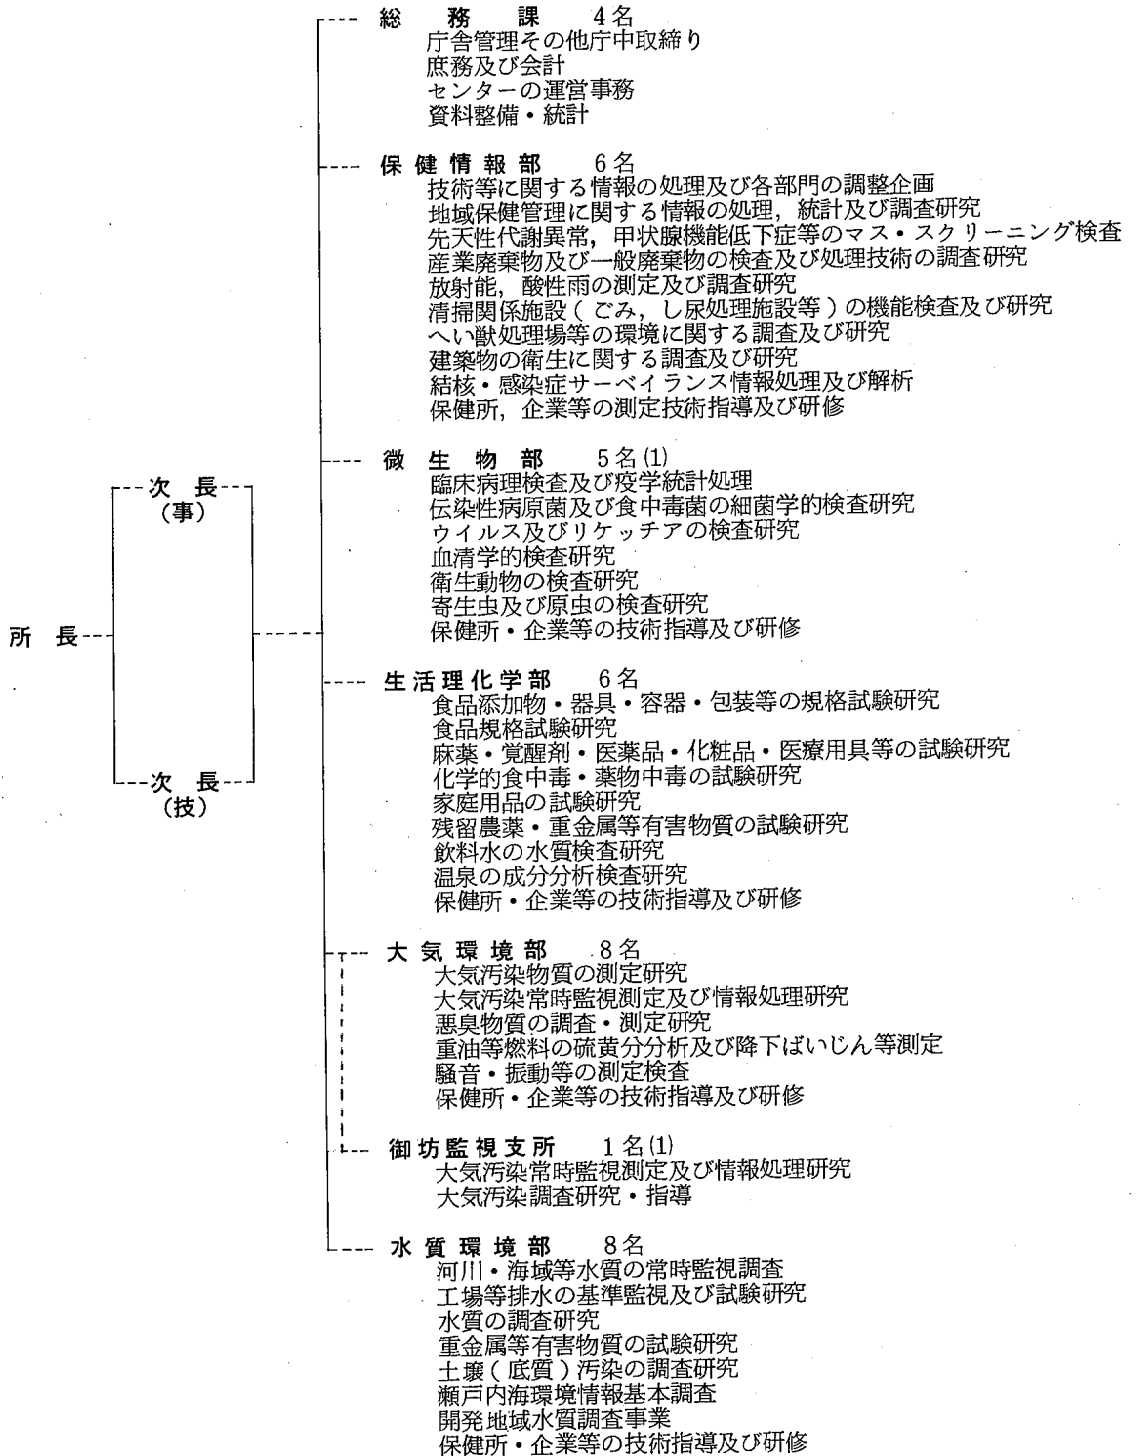 総務課 4名
庁舎管理その他庁中取締り
庶務及び会計
センターの運営事務
資料整備・統計
保健情報部 6名
技術等に関する情報の処理及び各部門の調整企画
地域保健管理に関する情報の処理,統計及び調査研究
先天性代謝異常,甲状腺機能低下症等のマス・スクリーニング検査
産業廃棄物及び一般廃棄物の検査及び処理技術の調査研究
放射能,酸性雨の測定及び調査研究
清掃関係施設(ごみ,し尿処理施設等)の機能検査及び研究
へい獣処理場等の環境に関する調査及び研究
建築物の衛生に関する調査及び研究
結核・感染症サーベイランス情報処理及び解析
保健所,企業等の測定技術指導及び研修
微生物部 5名(1)
臨床病理検査及び疫学統計処理
伝染性病原菌及び食中毒菌の細菌学的検査研究
ウイルス及びリケッチアの検査研究
血清学的検査研究
衛生動物の検査研究
寄生虫及び原虫の検査研究
保健所・企業等の技術指導及び研修
次長
(事)
所長
次長
(技)
生活理化学部 6名
食品添加物・器具・容器・包装等の規格試験研究
食品規格試験研究
麻薬・覚醒剤・医薬品・化粧品・医療用具等の試験研究
化学的食中毒・薬物中毒の試験研究
家庭用品の試験研究
残留農薬・重金属等有害物質の試験研究
飲料水の水質検査研究
温泉の成分分析検査研究
保健所・企業等の技術指導及び研修
大気環境部 8名
大気汚染物質の測定研究
大気汚染常時監視測定及び情報処理研究
悪臭物質の調査・測定研究
重油等燃料の硫黄分分析及び降下ばいじん等測定
騒音・振動等の測定検査
保健所・企業等の技術指導及び研修
御坊監視支所 1名(1)
大気汚染常時監視測定及び情報処理研究
大気汚染調査研究・指導
水質環境部 8名
河川・海域等水質の常時監視調査
工場等排水の基準監視及び試験研究
水質の調査研究
重金属等有害物質の試験研究
土壌(底質)汚染の調査研究
瀬戸内海環境情報基本調査
開発地域水質調査事業
保健所・企業等の技術指導及び研修